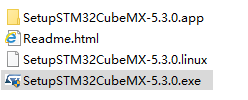 SetupSTM32CubeMX-5.3.0.app
Readme.html
SetupSTM32CubeMX-5.3.0.linux
SetupSTM32CubeMX-5.3.0.exe